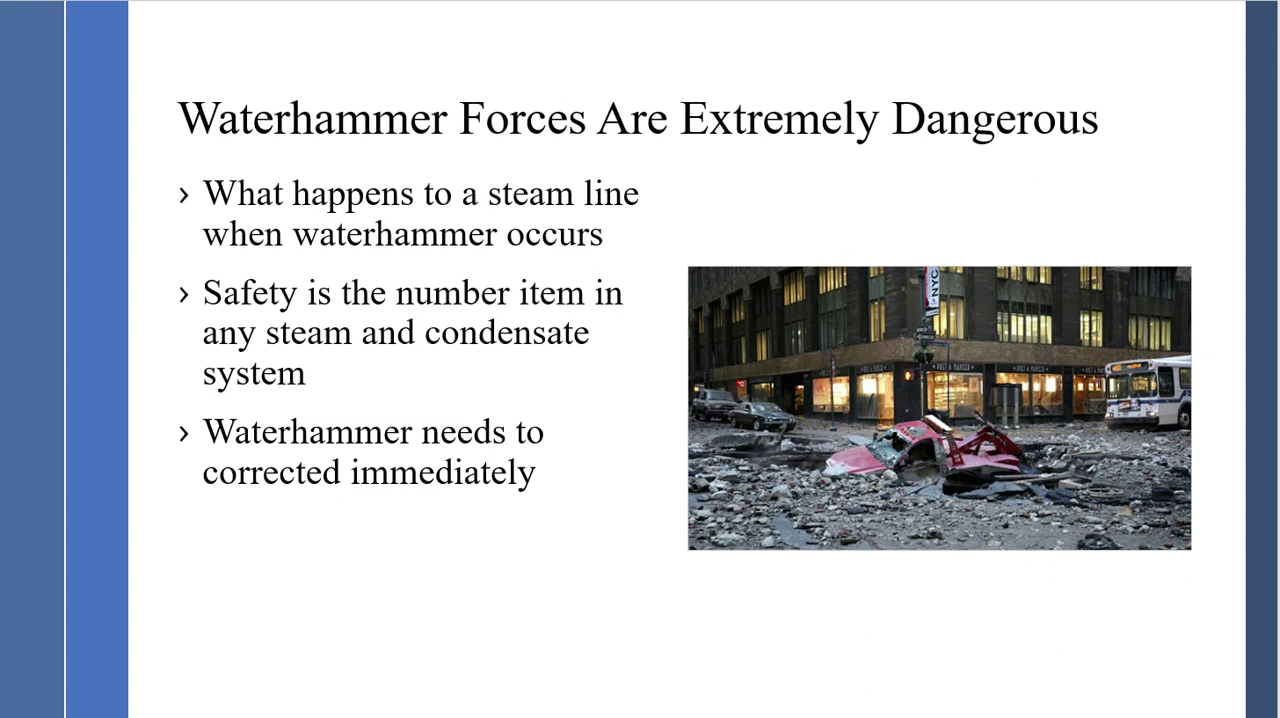 Waterhammer Forces Are Extremely Dangerous
› What happens to a steam line
when waterhammer occurs
› Safety is the number item in
any steam and condensate
system
› Waterhammer needs to
corrected immediately
NYC